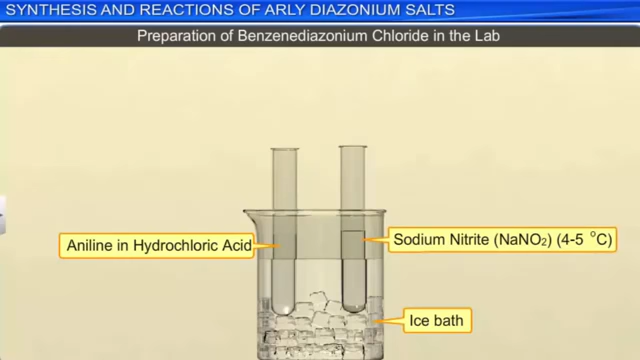 SYNTHESIS AND REACTIONS OF ARLY DIAZONIUM SALTS
Preparation of Benzenediazonium Chloride in the Lab
Aniline in Hydrochloric Acid
Sodium Nitrite (NaNO₂) (4-5 °C)
Ice bath